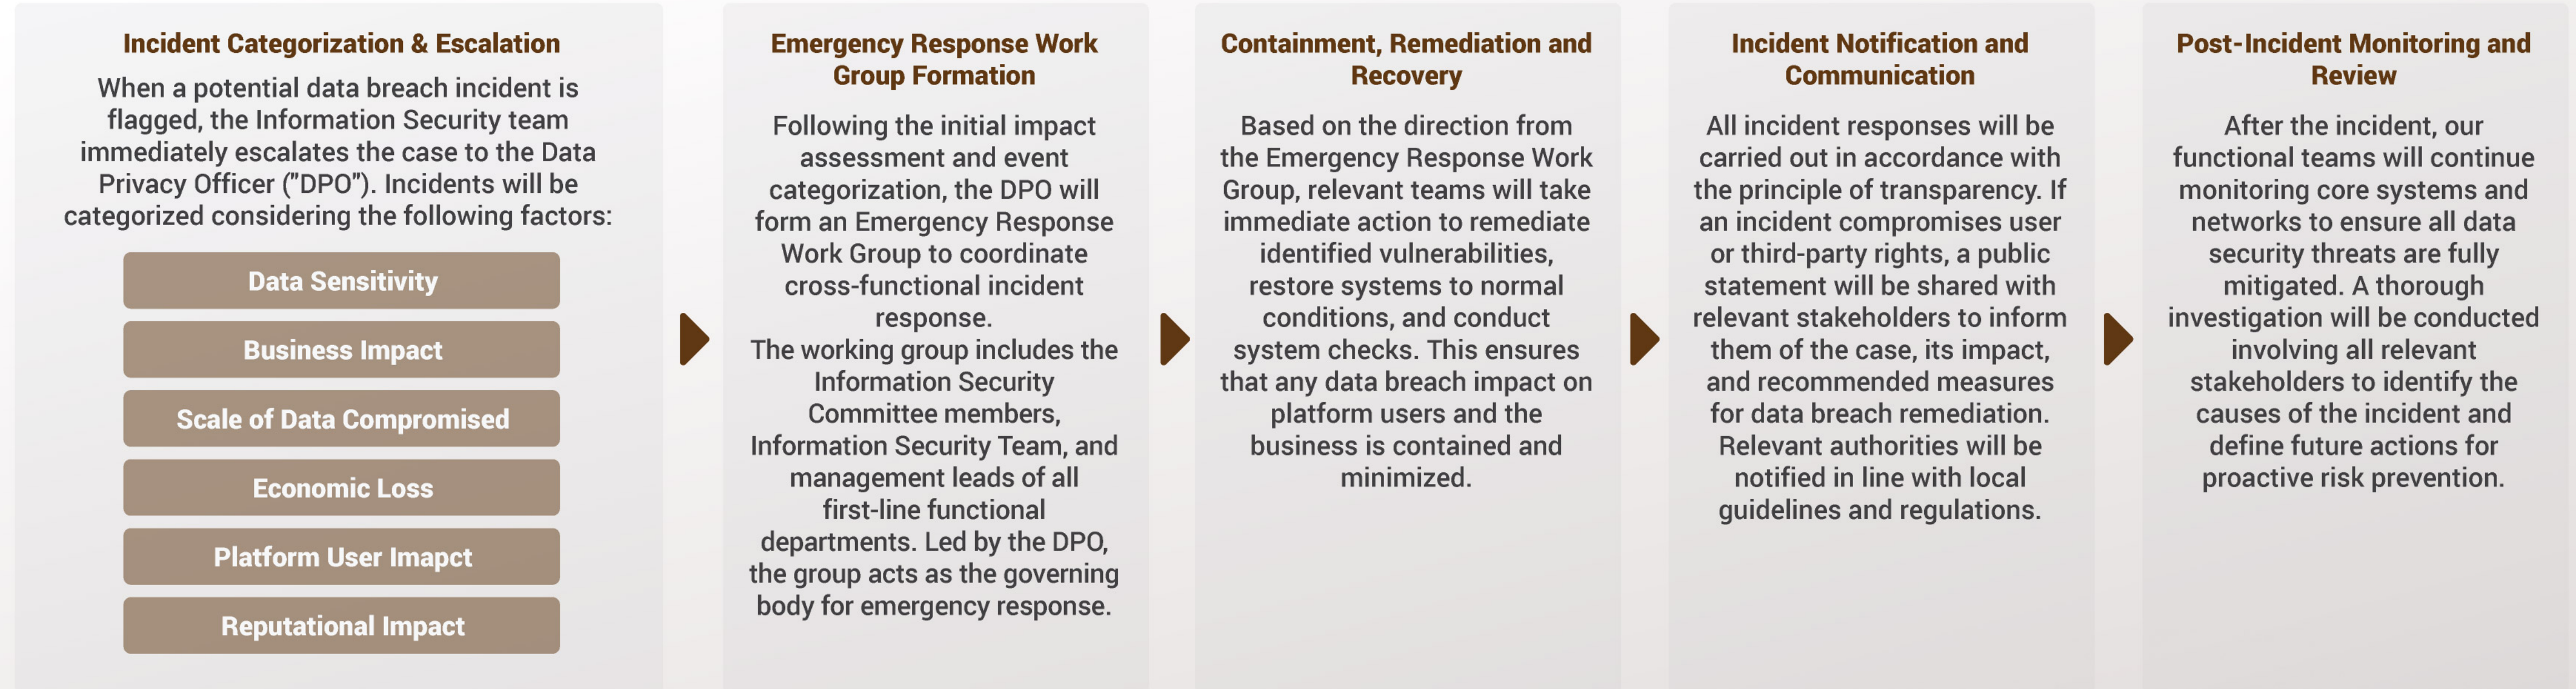 Incident Categorization & Escalation
When a potential data breach incident is
flagged, the Information Security team
immediately escalates the case to the Data
Privacy Officer ("DPO"). Incidents will be
categorized considering the following factors:
Data Sensitivity
Business Impact
Scale of Data Compromised
Economic Loss
Platform User Imapct
Reputational Impact
Emergency Response Work
Group Formation
Following the initial impact
assessment and event
categorization, the DPO will
form an Emergency Response
Work Group to coordinate
cross-functional incident
response.
The working group includes the
Information Security
Committee members,
Information Security Team, and
management leads of all
first-line functional
departments. Led by the DPO,
the group acts as the governing
body for emergency response.
Containment, Remediation and
Recovery
Based on the direction from
the Emergency Response Work
Group, relevant teams will take
immediate action to remediate
identified vulnerabilities,
restore systems to normal
conditions, and conduct
system checks. This ensures
that any data breach impact on
platform users and the
business is contained and
minimized.
Incident Notification and
Communication
All incident responses will be
carried out in accordance with
the principle of transparency. If
an incident compromises user
or third-party rights, a public
statement will be shared with
relevant stakeholders to inform
them of the case, its impact,
and recommended measures
for data breach remediation.
Relevant authorities will be
notified in line with local
guidelines and regulations.
Post-Incident Monitoring and
Review
After the incident, our
functional teams will continue
monitoring core systems and
networks to ensure all data
security threats are fully
mitigated. A thorough
investigation will be conducted
involving all relevant
stakeholders to identify the
causes of the incident and
define future actions for
proactive risk prevention.